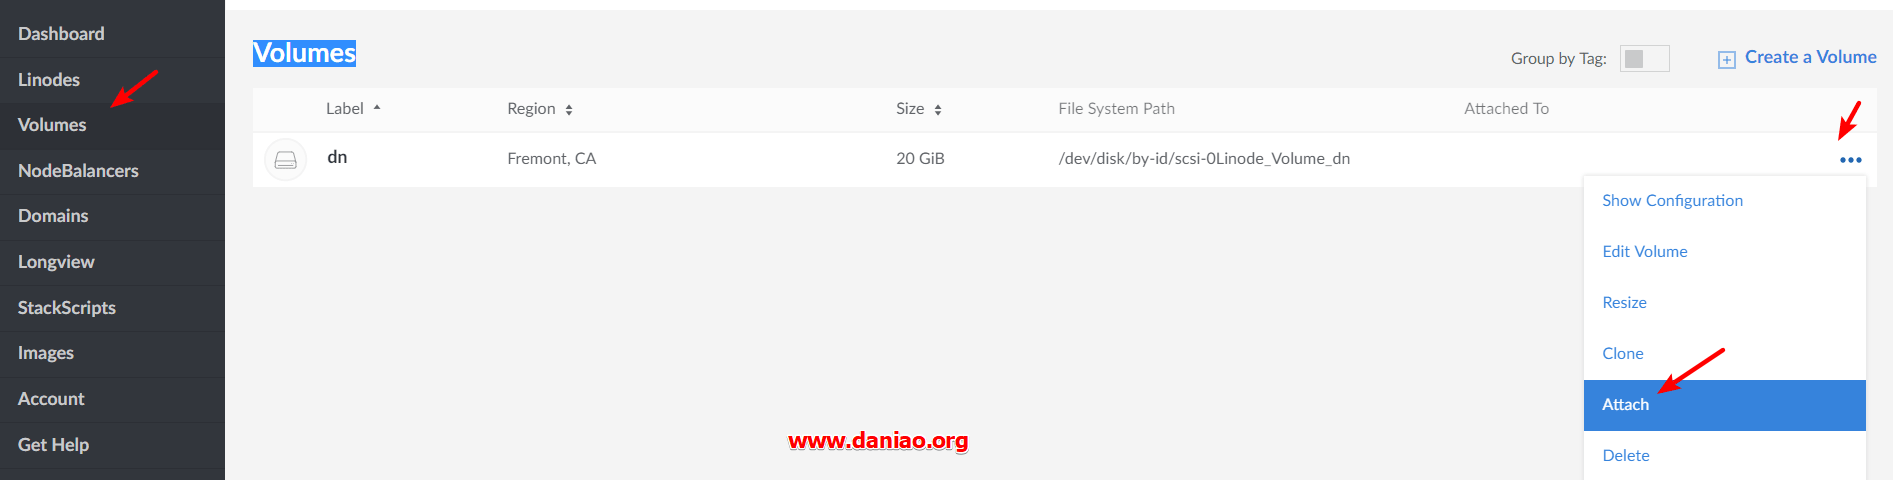 Dashboard
Linodes
Volumes
NodeBalancers
Domains
Longview
StackScripts
Images
Account
Get Help
Volumes
Group by Tag:
Create a Volume
Label Region Size File System Path Attached To
dn Fremont, CA 20 GiB /dev/disk/by-id/scsi-0Linode_Volume_dn
Show Configuration
Edit Volume
Resize
Clone
Attach
Delete
www.daniao.org